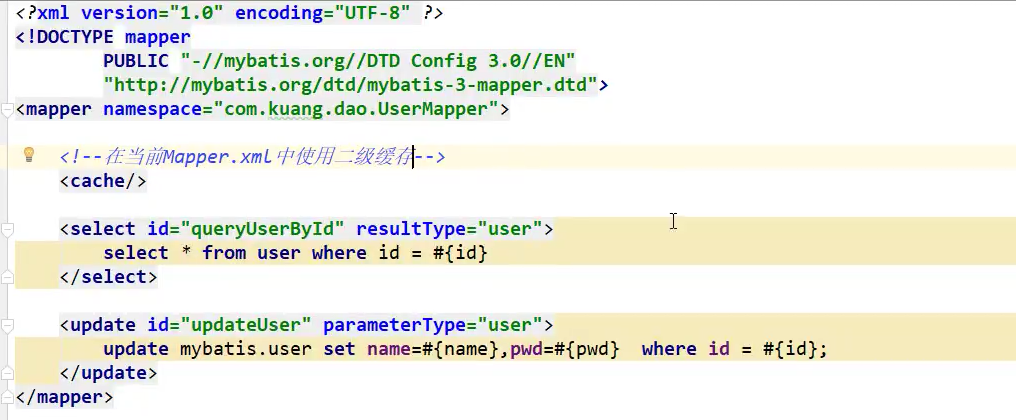 <?xml version="1.0" encoding="UTF-8" ?>
<!DOCTYPE mapper
PUBLIC "-//mybatis.org//DTD Config 3.0//EN"
"http://mybatis.org/dtd/mybatis-3-mapper.dtd">
<mapper namespace="com.kuang.dao.UserMapper">
<!--在当前Mapper.xml中使用二级缓存-->
<cache/>
<select id="queryUserById" resultType="user">
select * from user where id = #{id}
</select>
<update id="updateUser" parameterType="user">
update mybatis.user set name=#{name},pwd=#{pwd}  where id = #{id};
</update>
</mapper>